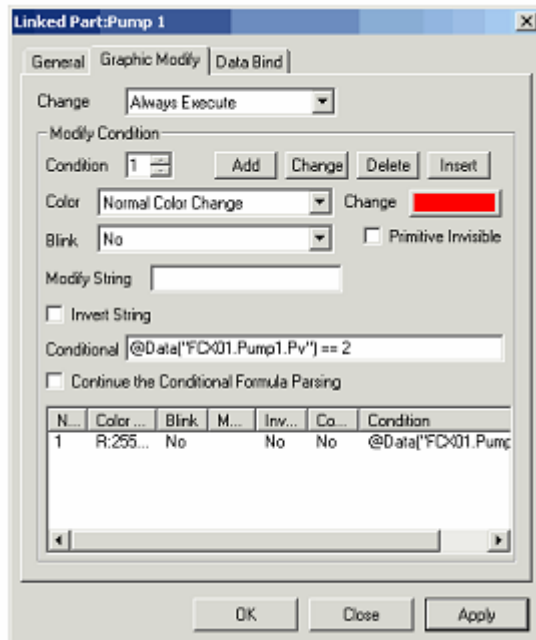 Linked Part:Pump 1
General Graphic Modify Data Bind
Change Always Execute
Modify Condition
Condition 1 Add Change Delete Insert
Color Normal Color Change Change
Blink No Primitive Invisible
Modify String
Invert String
Conditional @Data("FCX01.Pump1.Pv") == 2
Continue the Conditional Formula Parsing
N... Color ... Blink M... Inv... Co... Condition
1 R:255... No No No @Data("FCX01.Pump
OK Close Apply